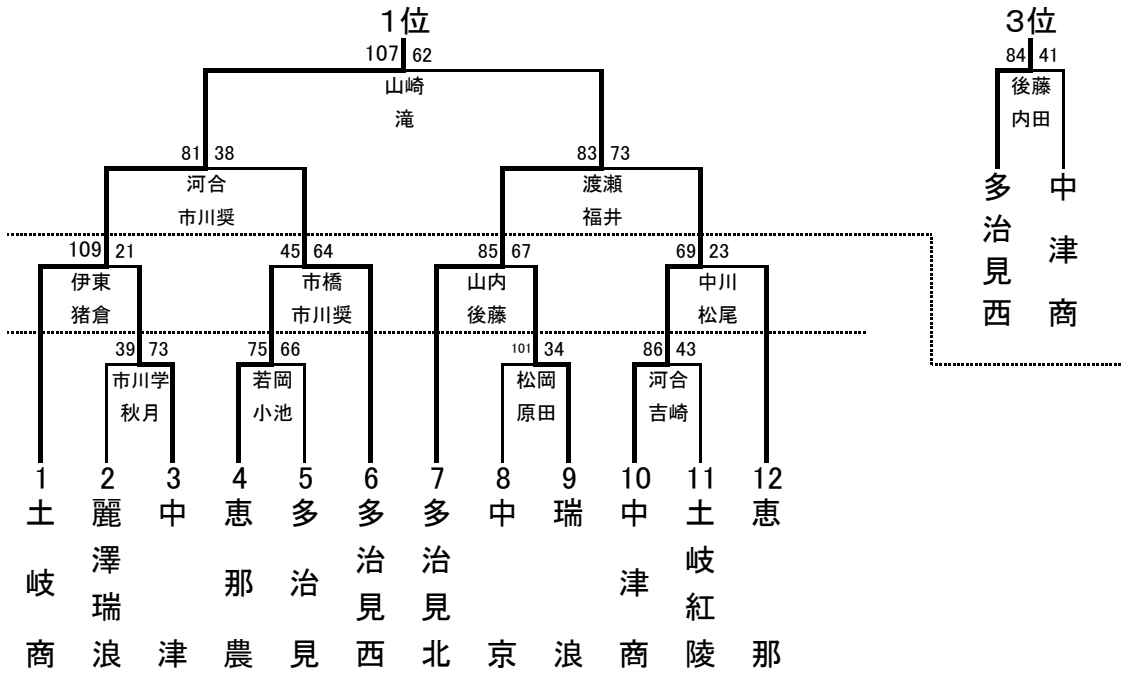 1位
3位
107 62
84 41
山崎
滝
後藤
内田
81 38
83 73
河合
市川奨
渡瀬
福井
多治見西
中津商
109 21
45 64
85 67
69 23
伊東
猪倉
市橋
市川奨
山内
後藤
中川
松尾
39 73
75 66
101 34
86 43
市川学
秋月
若岡
小池
松岡
原田
河合
吉崎
1 2 3 4 5 6 7 8 9 10 11 12
土岐商
麗澤瑞浪
中津
恵那農
多治見
多治見西
多治見北
中京
瑞浪
中津商
土岐紅陵
恵那